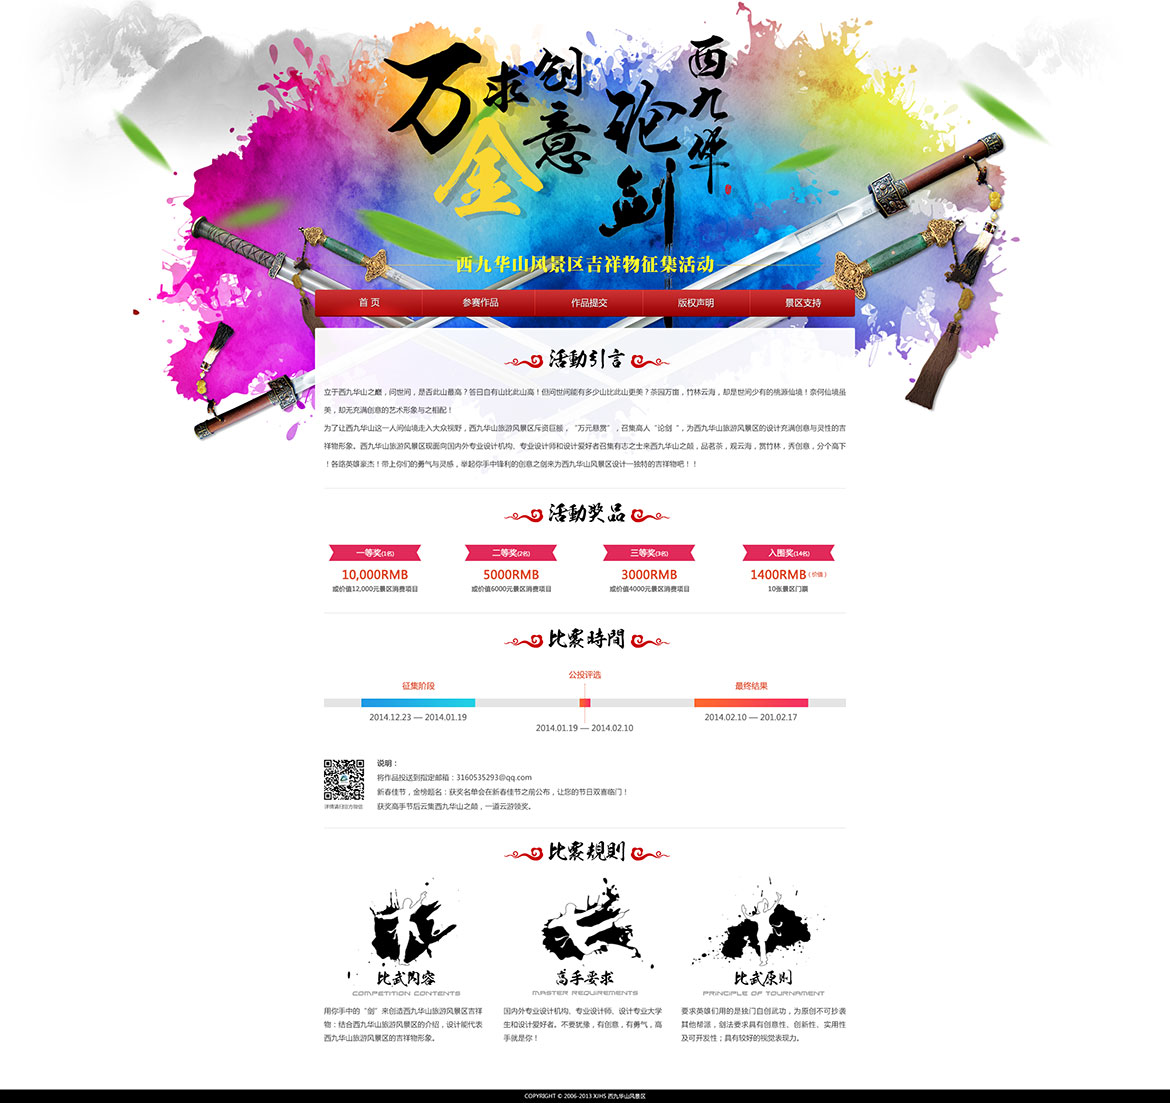 西九华
论剑
创意
求
万
金
西九华山风景区吉祥物征集活动
首 页 参赛作品 作品提交 版权声明 景区支持
活動引言
立于西九华山之巅，问世间，是否此山最高？答曰自有山比此山高！但问世间能有多少山比此山更美？茶园万亩，竹林云海，却是世间少有的桃源仙境！奈何仙境虽
美，却无充满创意的艺术形象与之相配！
为了让西九华山这一人间仙境走入大众视野，西九华山旅游风景区斥资巨额，“万元悬赏”，召集高人“论剑 ”，为西九华山旅游风景区的设计充满创意与灵性的吉
祥物形象。西九华山旅游风景区现面向国内外专业设计机构、专业设计师和设计爱好者召集有志之士来西九华山之颠，品茗茶，观云海，赏竹林，秀创意，分个高下
！各路英雄豪杰！带上你们的勇气与灵感，举起你手中锋利的创意之剑来为西九华山风景区设计一独特的吉祥物吧！！
活動奖品
一等奖(1名) 二等奖(2名) 三等奖(3名) 入围奖(14名)
10,000RMB 5000RMB 3000RMB 1400RMB（价值）
或价值12,000元景区消费项目 或价值6000元景区消费项目 或价值4000元景区消费项目 10张景区门票
比赛時間
公投评选
征集阶段 最终结果
2014.12.23 — 2014.01.19 2014.02.10 — 201.02.17
2014.01.19 — 2014.02.10
说明：
将作品投送到指定邮箱：3160535293@qq.com
新春佳节，金榜题名：获奖名单会在新春佳节之前公布，让您的节日双喜临门！
获奖高手节后云集西九华山之颠，一道云游领奖。
详情请扫官方微信
比赛規則
比武内容 高手要求 比武原则
COMPETITION CONTENTS MASTER REQUIREMENTS PRINCIPLE OF TOURNAMENT
用你手中的“剑”来创造西九华山旅游风景区吉祥
物：结合西九华山旅游风景区的介绍，设计能代表
西九华山旅游风景区的吉祥物形象。
国内外专业设计机构、专业设计师、设计专业大学
生和设计爱好者。不要犹豫，有创意，有勇气，高
手就是你！
要求英雄们用的是独门自创武功，为原创不可抄表
其他帮派，剑法要求具有创意性、创新性、实用性
及可开发性；具有较好的视觉表现力。
COPYRIGHT © 2006-2013 XJHS 西九华山风景区